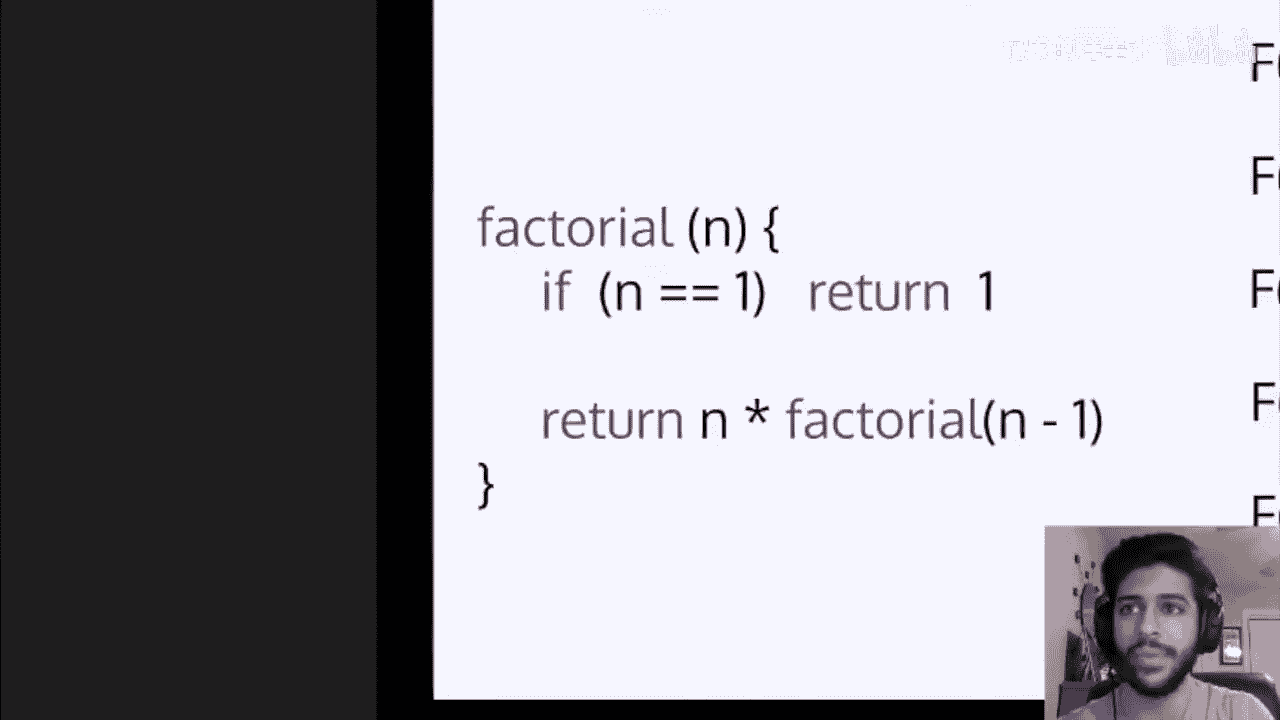 factorial (n) {
if (n == 1) return 1
return n * factorial(n - 1)
}